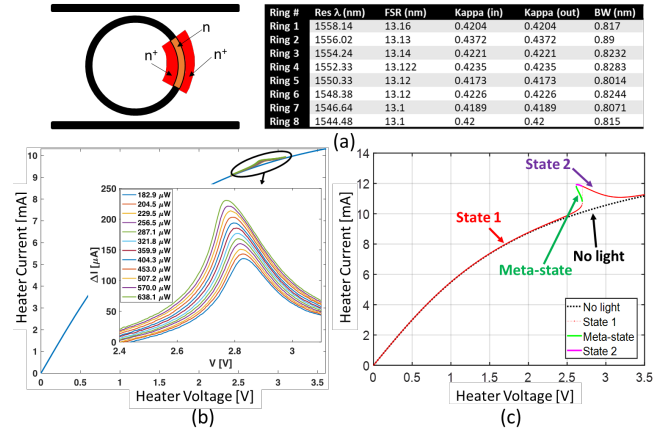 n
n⁺
n⁺
Ring # Res λ (nm) FSR (nm) Kappa (in) Kappa (out) BW (nm)
Ring 1 1558.14 13.16 0.4204 0.4204 0.817
Ring 2 1556.02 13.13 0.4372 0.4372 0.89
Ring 3 1554.24 13.14 0.4221 0.4221 0.8232
Ring 4 1552.33 13.122 0.4235 0.4235 0.8283
Ring 5 1550.33 13.12 0.4173 0.4173 0.8014
Ring 6 1548.38 13.12 0.4226 0.4226 0.8244
Ring 7 1546.64 13.1 0.4189 0.4189 0.8071
Ring 8 1544.48 13.1 0.42 0.42 0.815
(a)
Heater Current [mA]
10
9
8
7
6
5
4
3
2
1
0
0 0.5 1 1.5 2 2.5 3 3.5
Heater Voltage [V]
ΔI [μA]
250
200
150
100
50
0
2.4 2.6 2.8 3
V [V]
182.9 μW
204.5 μW
229.5 μW
256.5 μW
287.1 μW
321.8 μW
359.9 μW
404.3 μW
453.0 μW
507.2 μW
570.0 μW
638.1 μW
(b)
Heater Current [mA]
14
12
10
8
6
4
2
0
0 0.5 1 1.5 2 2.5 3 3.5
Heater Voltage [V]
State 2
State 1
Meta-state
No light
No light
State 1
Meta-state
State 2
(c)